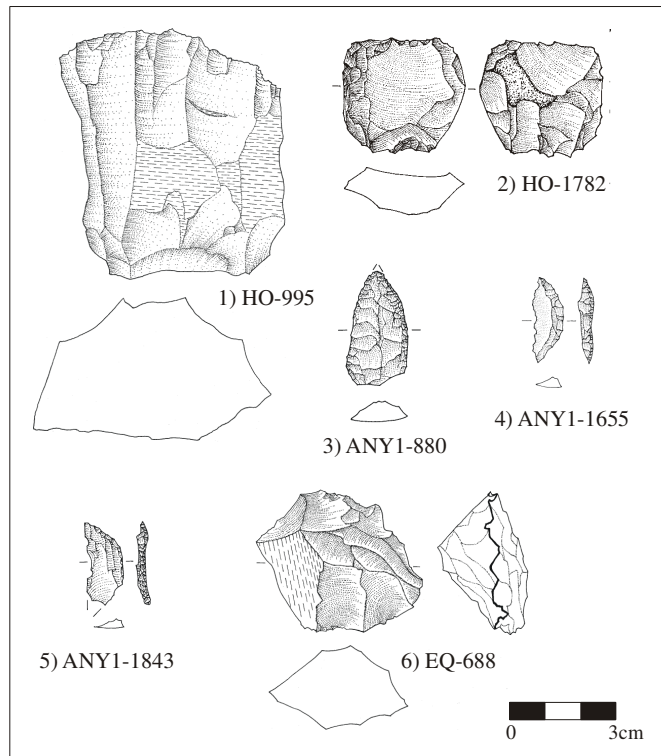 2) HO-1782
1) HO-995
3) ANY1-880
4) ANY1-1655
5) ANY1-1843
6) EQ-688
0 3cm